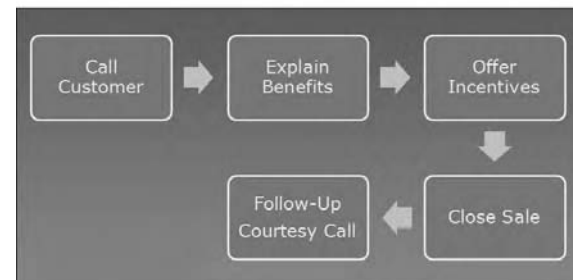 Call
Customer
Explain
Benefits
Offer
Incentives
Close Sale
Follow-Up
Courtesy Call